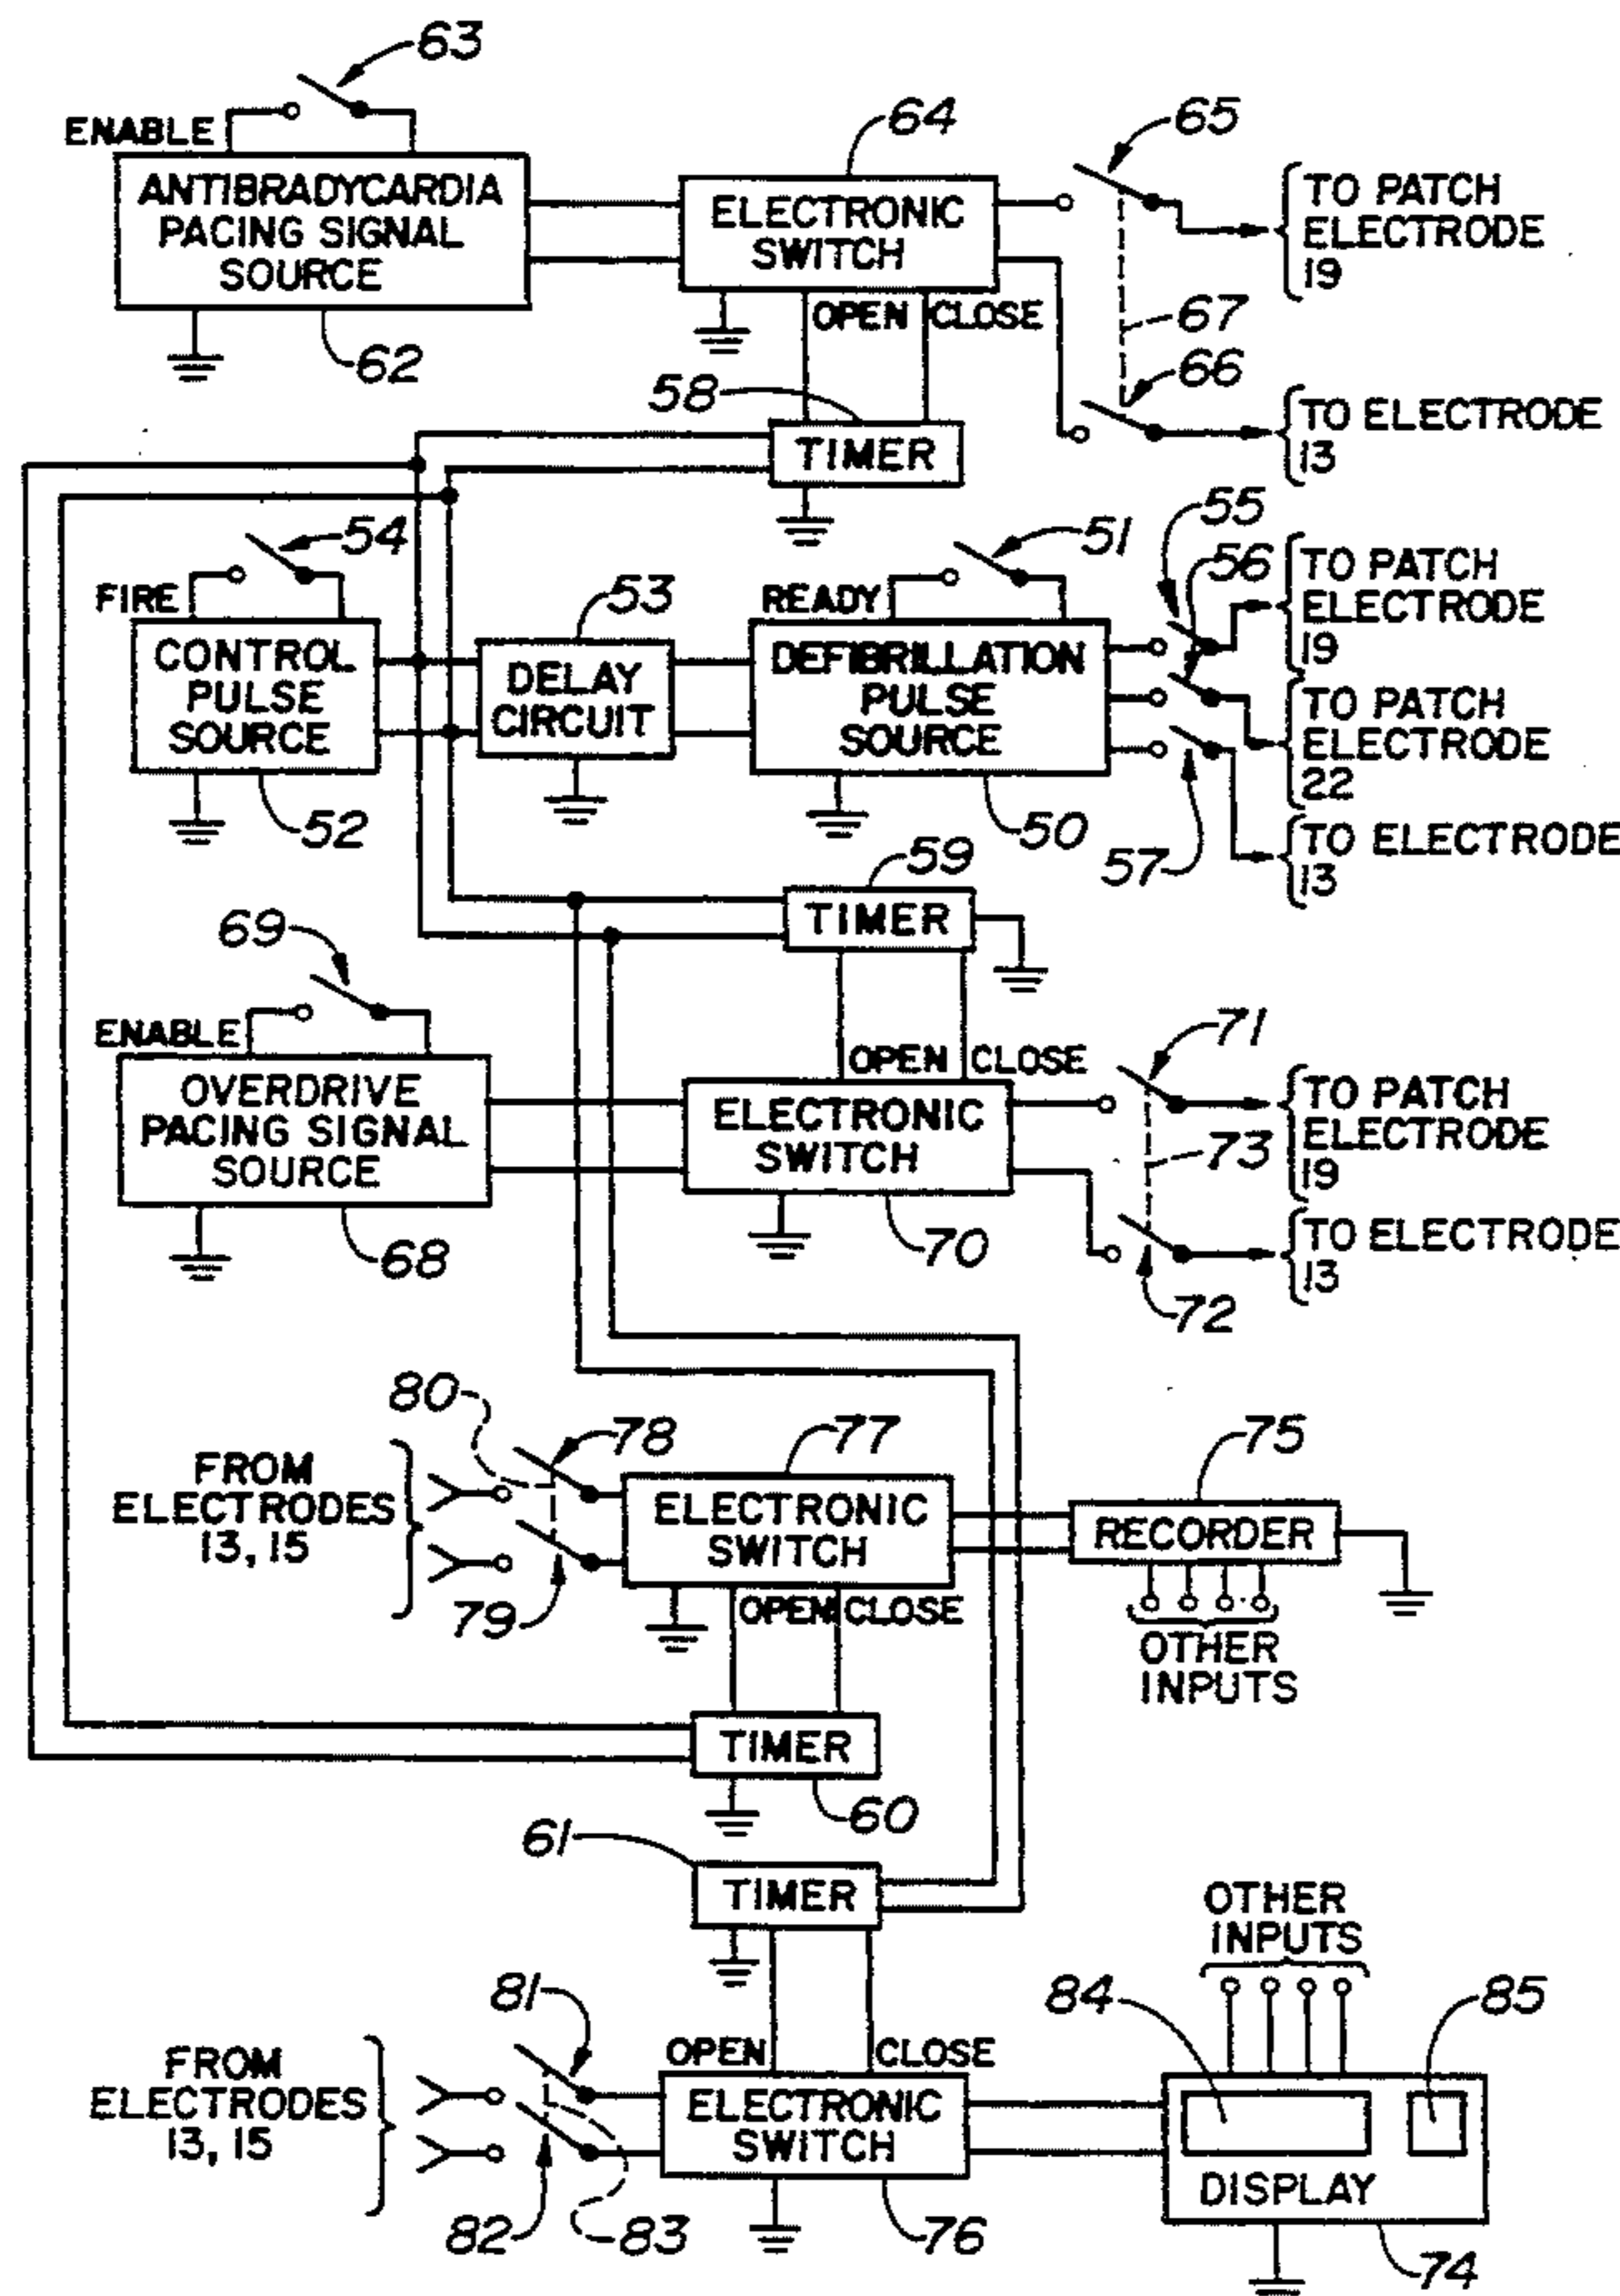 63
ENABLE
64
65
ANTIBRADYCARDIA
PACING SIGNAL
SOURCE
ELECTRONIC
SWITCH
TO PATCH
ELECTRODE
19
OPEN
CLOSE
67
62
58
66
TIMER
TO ELECTRODE
13
54
51
55
56
FIRE
53
READY
TO PATCH
ELECTRODE
19
CONTROL
PULSE
SOURCE
DELAY
CIRCUIT
DEFIBRILLATION
PULSE
SOURCE
TO PATCH
ELECTRODE
22
52
50
57
TO ELECTRODE
13
59
TIMER
69
ENABLE
OPEN
CLOSE
71
OVERDRIVE
PACING SIGNAL
SOURCE
ELECTRONIC
SWITCH
TO PATCH
ELECTRODE
19
73
68
70
72
TO ELECTRODE
13
80
78
77
75
FROM
ELECTRODES
13, 15
ELECTRONIC
SWITCH
RECORDER
79
OPEN
CLOSE
OTHER
INPUTS
TIMER
60
61
TIMER
OTHER
INPUTS
81
84
85
OPEN
CLOSE
FROM
ELECTRODES
13, 15
ELECTRONIC
SWITCH
DISPLAY
82
83
76
74